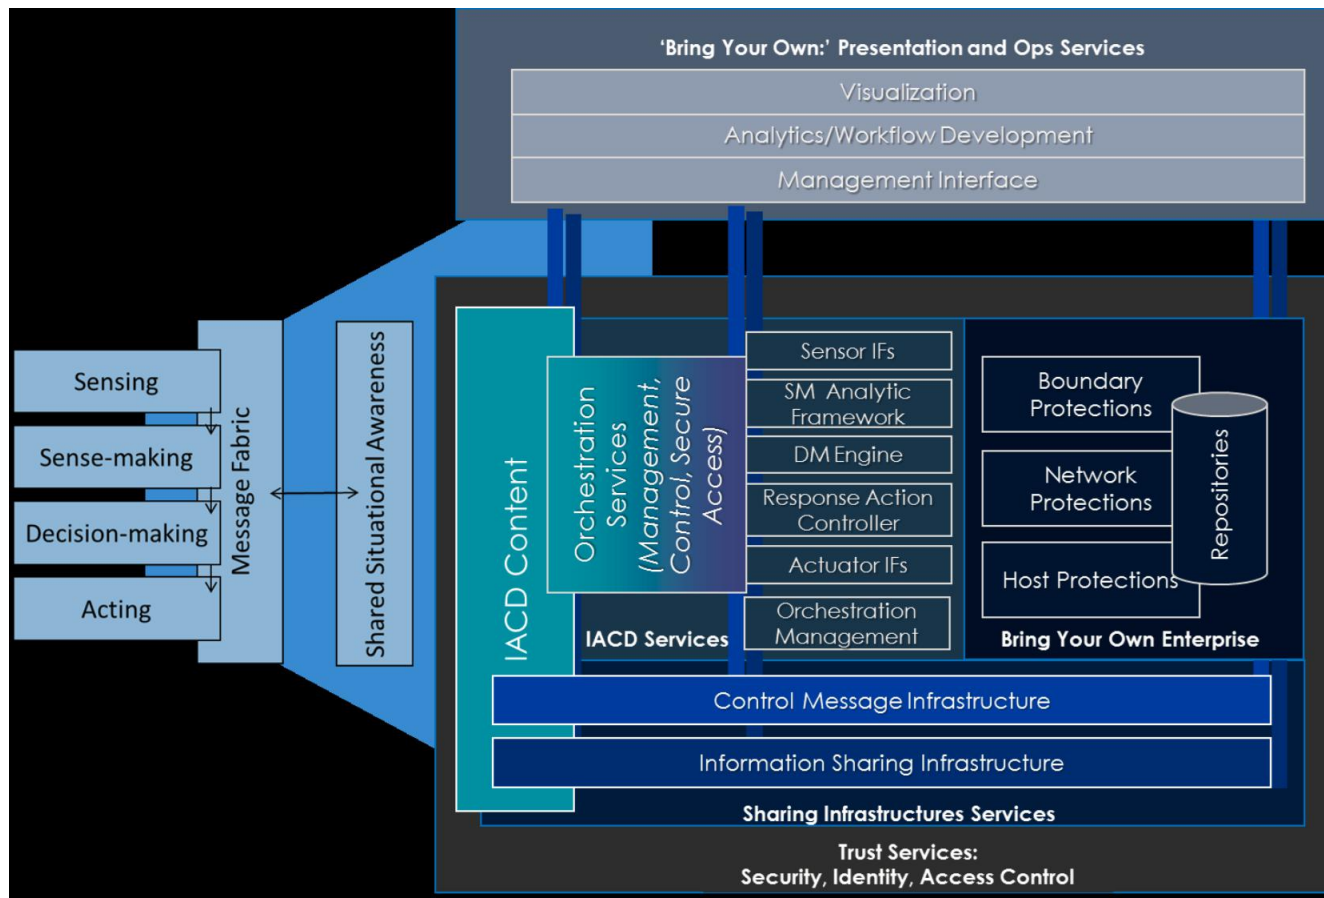 'Bring Your Own:' Presentation and Ops Services
Visualization
Analytics/Workflow Development
Management Interface
Sensing
Sense-making
Decision-making
Acting
Message Fabric
Shared Situational Awareness
IACD Content
Orchestration
Services
(Management,
Control, Secure
Access)
Sensor IFs
SM Analytic
Framework
DM Engine
Response Action
Controller
Actuator IFs
Orchestration
Management
IACD Services
Boundary
Protections
Network
Protections
Host Protections
Repositories
Bring Your Own Enterprise
Control Message Infrastructure
Information Sharing Infrastructure
Sharing Infrastructures Services
Trust Services:
Security, Identity, Access Control